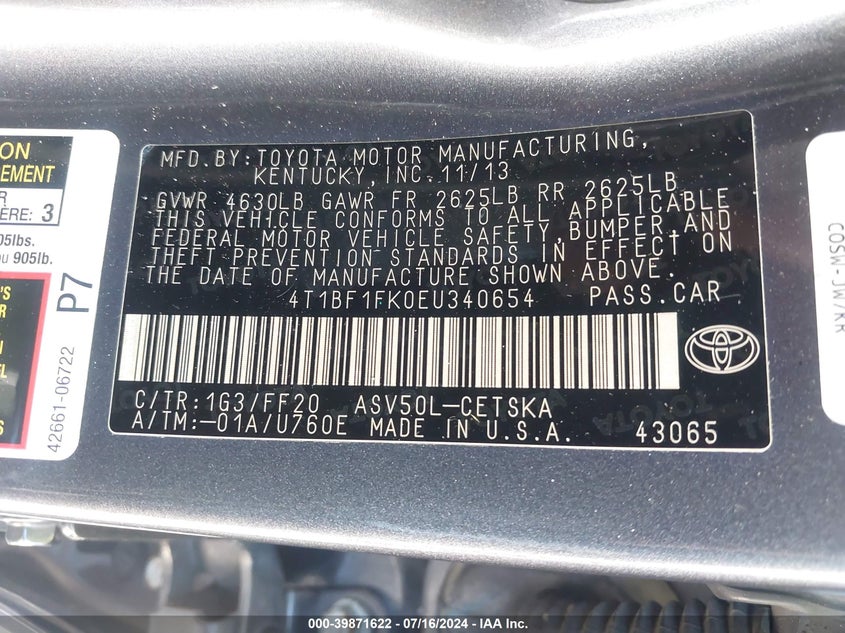 ON
EMENT
R
ÈRE: 3
05lbs.
u 905lb.
'S
R
P7
42661-06722
MFD.BY:TOYOTA MOTOR MANUFACTURING,
KENTUCKY, INC.11/13
GVWR 4630LB GAWR FR 2625LB RR 2625LB
THIS VEHICLE CONFORMS TO ALL APPLICABLE
FEDERAL MOTOR VEHICLE SAFETY,BUMPER,AND
THEFT PREVENTION STANDARDS IN EFFECT ON
THE DATE OF MANUFACTURE SHOWN ABOVE.
4T1BF1FK0EU340654 PASS.CAR
C/TR:1G3/FF20 ASV50L-CETSKA
A/TM:-01A/U760E MADE IN U.S.A. 43065
COSW-JW/KR
000-39871622 - 07/16/2024 - IAAI.com